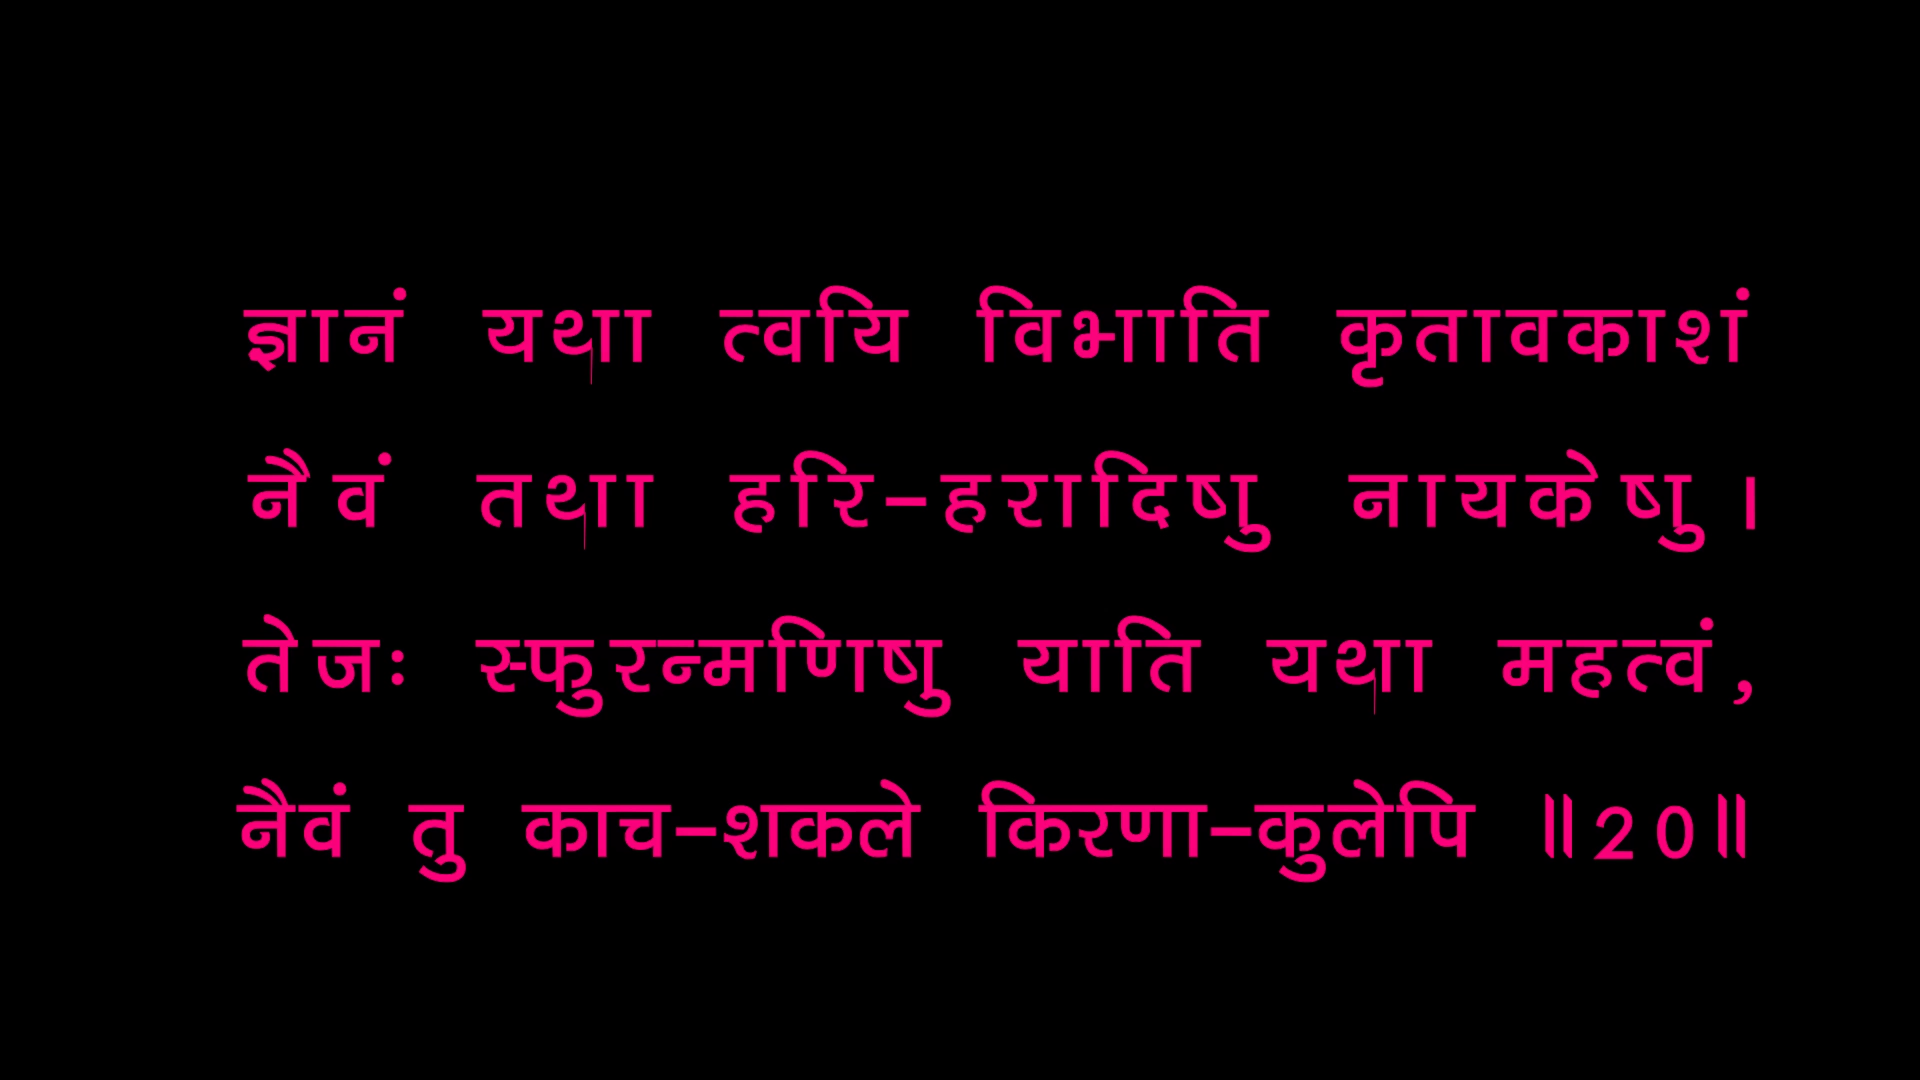 ज्ञानं यथा त्वयि विभाति कृतावकाशं
नैवं तथा हरि-हरादिषु नायकेषु ।
तेजः स्फुरन्मणिषु याति यथा महत्वं,
नैवं तु काच-शकले किरणा-कुलेपि ॥20॥